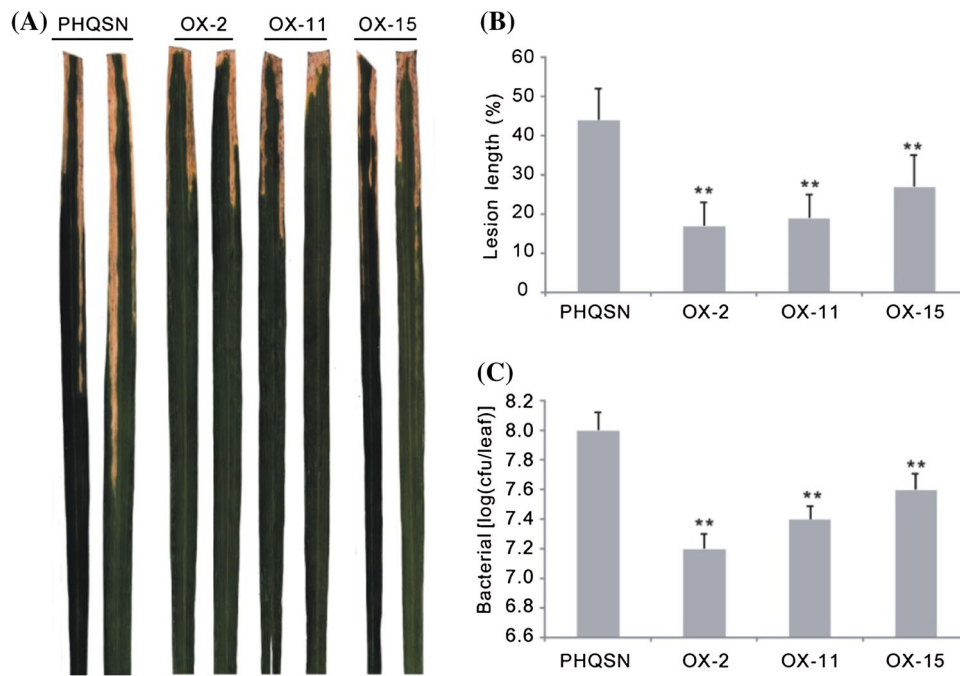 (A)
PHQSN OX-2 OX-11 OX-15
(B)
Lesion length (%)
60
50
40
30
20
10
0
** ** **
PHQSN OX-2 OX-11 OX-15
(C)
Bacterial [log(cfu/leaf)]
8.2
8.0
7.6
7.4
7.2
7.0
6.8
6.6
** ** **
PHQSN OX-2 OX-11 OX-15